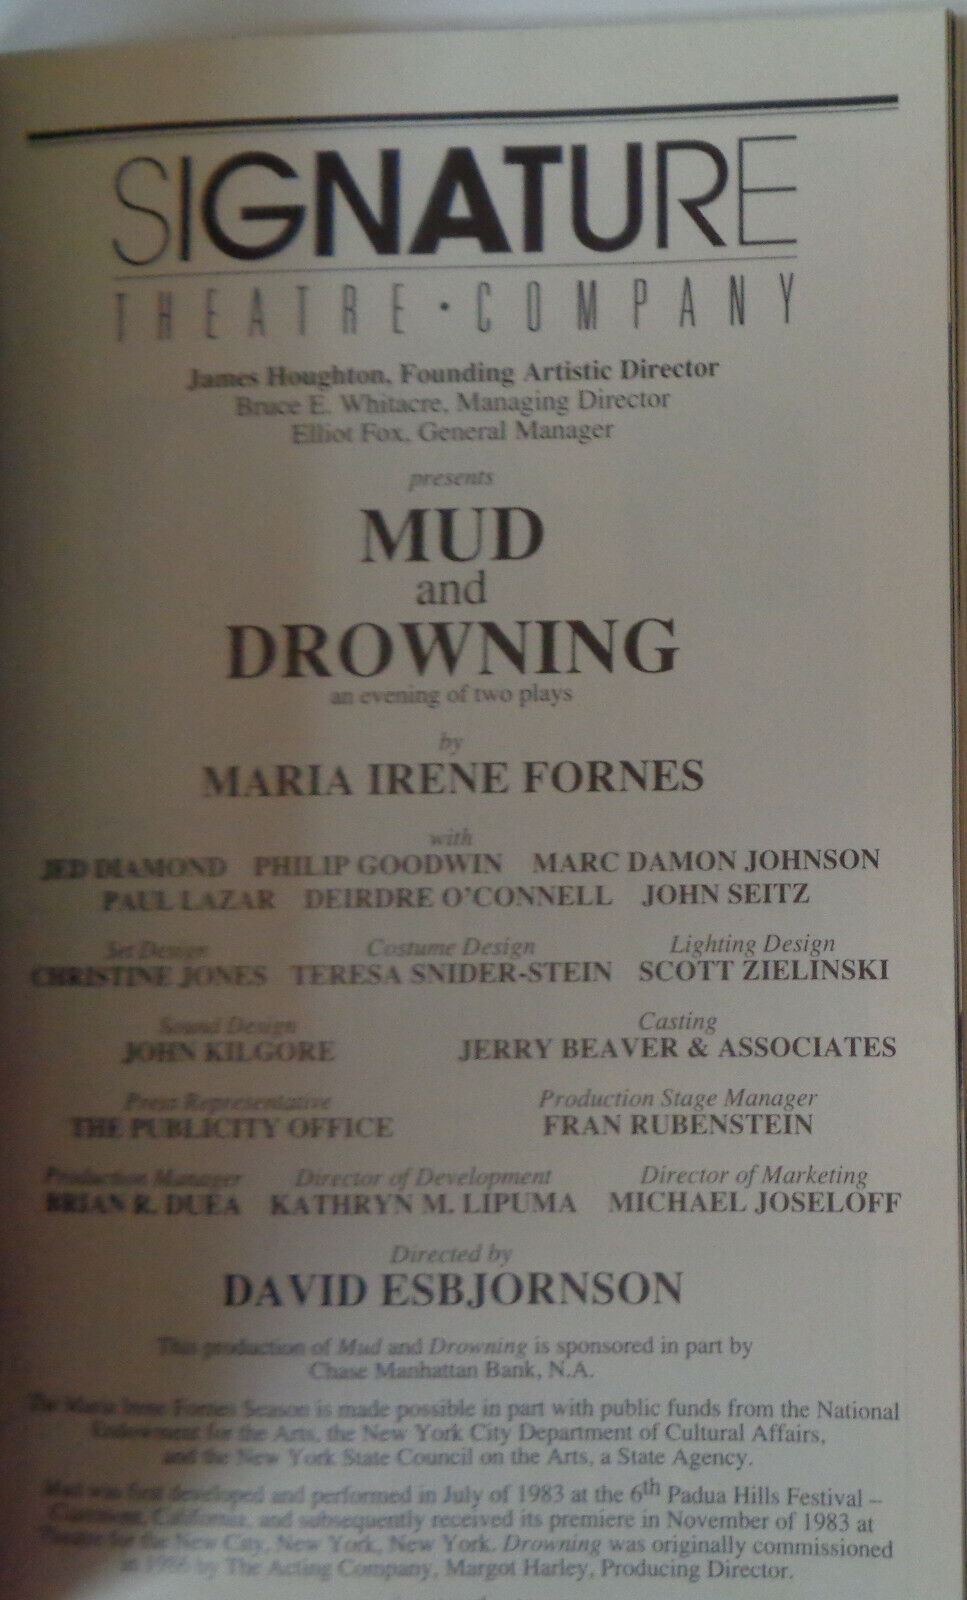 SIGNATURE
THEATRE • COMPANY
James Houghton, Founding Artistic Director
Bruce E. Whitacre, Managing Director
Elliot Fox, General Manager
presents
MUD
and
DROWNING
an evening of two plays
by
MARIA IRENE FORNES
with
JED DIAMOND PHILIP GOODWIN MARC DAMON JOHNSON
PAUL LAZAR DEIRDRE O'CONNELL JOHN SEITZ
Set Design Costume Design Lighting Design
CHRISTINE JONES TERESA SNIDER-STEIN SCOTT ZIELINSKI
Sound Design Casting
JOHN KILGORE JERRY BEAVER & ASSOCIATES
Press Representative Production Stage Manager
THE PUBLICITY OFFICE FRAN RUBENSTEIN
Production Manager Director of Development Director of Marketing
BRIAN R. DUEA KATHRYN M. LIPUMA MICHAEL JOSELOFF
Directed by
DAVID ESBJORNSON
This production of Mud and Drowning is sponsored in part by
Chase Manhattan Bank, N.A.
The Maria Irene Fornes Season is made possible in part with public funds from the National
Endowment for the Arts, the New York City Department of Cultural Affairs,
and the New York State Council on the Arts, a State Agency.
Mud was first developed and performed in July of 1983 at the 6th Padua Hills Festival –
California, and subsequently received its premiere in November of 1983 at
Theatre for the New City, New York, New York. Drowning was originally commissioned
in 1986 by The Acting Company, Margot Harley, Producing Director.